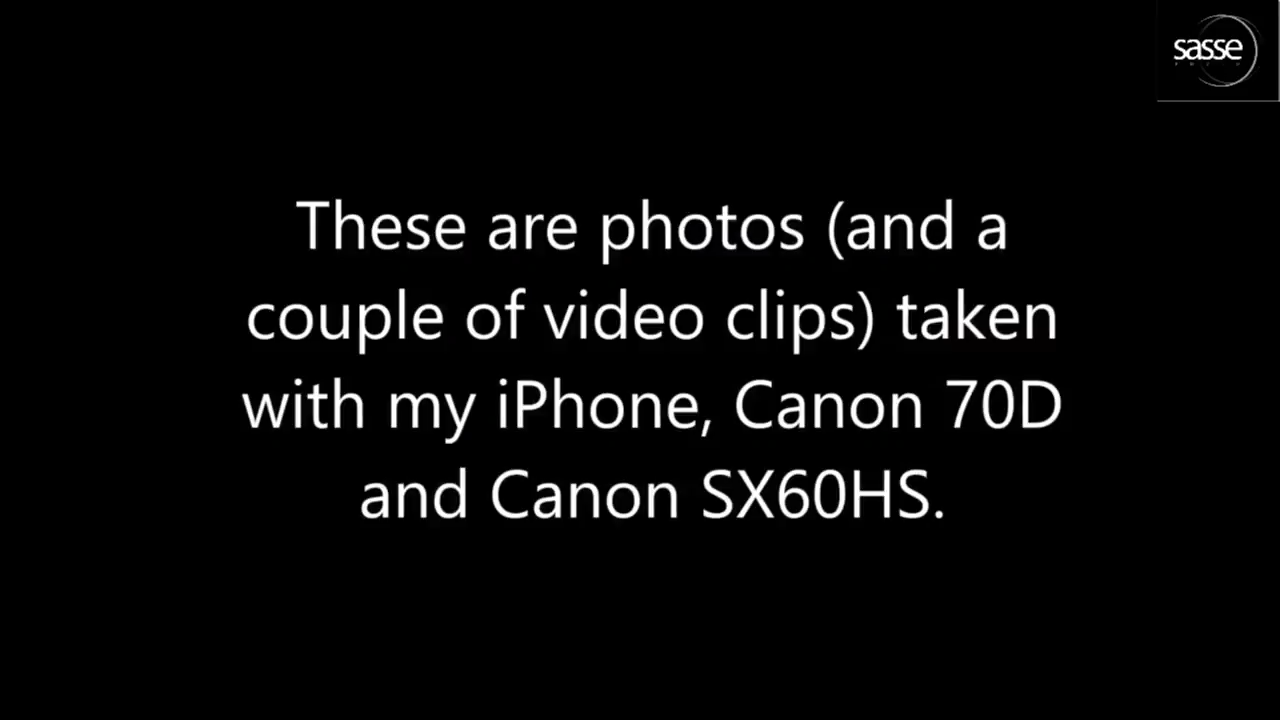 sasse
These are photos (and a
couple of video clips) taken
with my iPhone, Canon 70D
and Canon SX60HS.